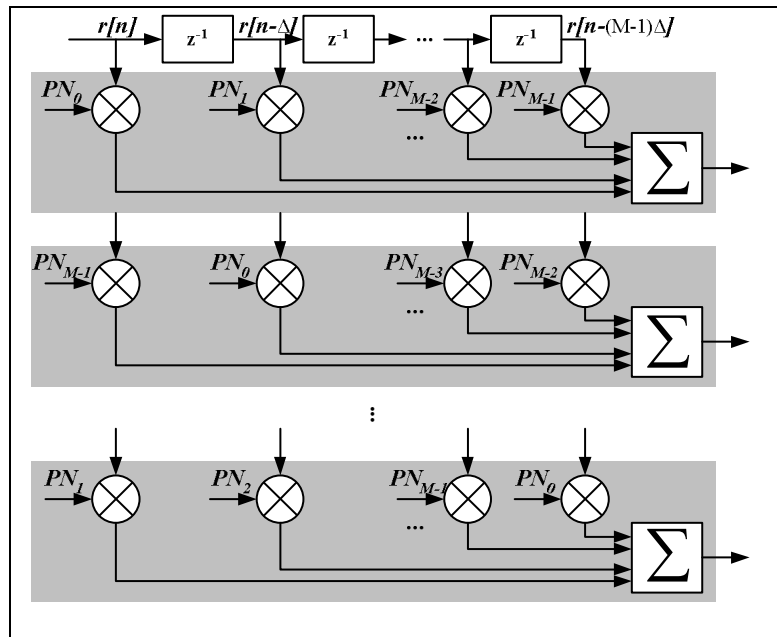 r[n] z⁻¹ r[n-Δ] z⁻¹ ... z⁻¹ r[n-(M-1)Δ]
PN₀ PN₁ PN_{M-2} PN_{M-1}
...
∑
PN_{M-1} PN₀ PN_{M-3} PN_{M-2}
...
∑
⋮
PN₁ PN₂ PN_{M-1} PN₀
...
∑